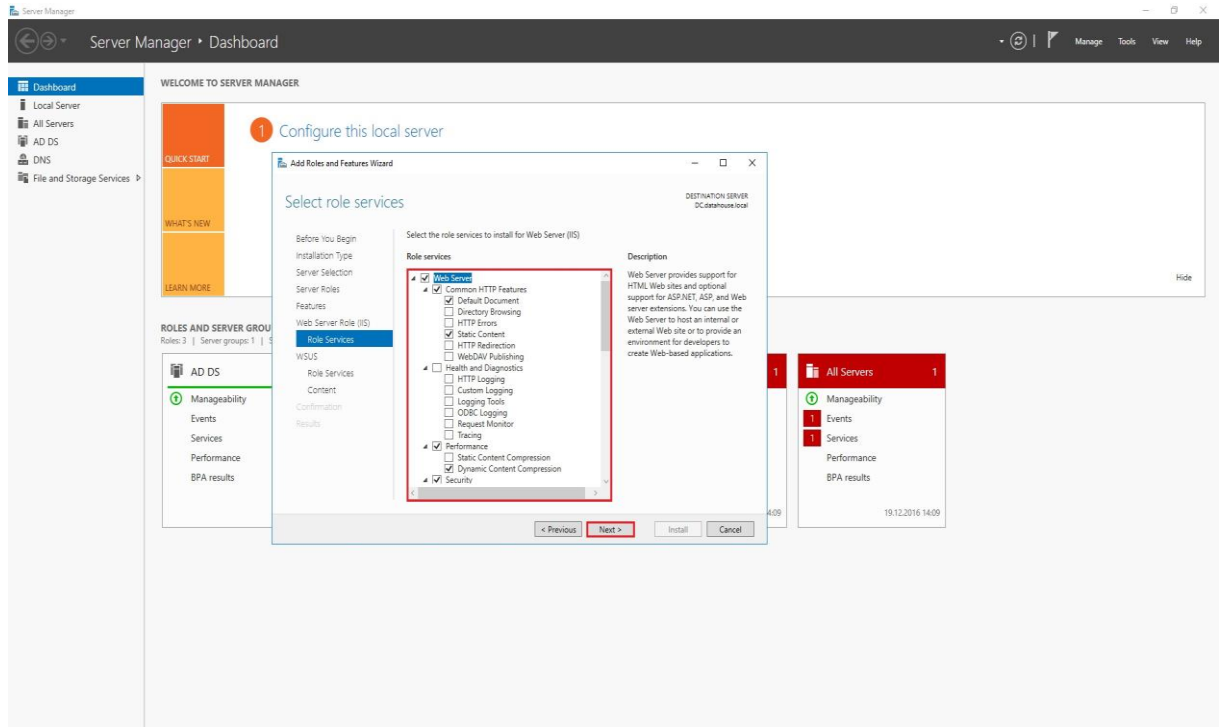 Server Manager
Server Manager • Dashboard
Manage Tools View Help
Dashboard
Local Server
All Servers
AD DS
DNS
File and Storage Services
WELCOME TO SERVER MANAGER
QUICK START
WHAT'S NEW
LEARN MORE
1 Configure this local server
Hide
ROLES AND SERVER GROU
Roles: 3 | Server groups: 1 | S
AD DS
Manageability
Events
Services
Performance
BPA results
1
4:09
All Servers 1
Manageability
1 Events
1 Services
Performance
BPA results
19.12.2016 14:09
Add Roles and Features Wizard
Select role services
DESTINATION SERVER
DC.datahouse.local
Before You Begin
Installation Type
Server Selection
Server Roles
Features
Web Server Role (IIS)
Role Services
WSUS
Role Services
Content
Confirmation
Results
Select the role services to install for Web Server (IIS)
Role services
Web Server
Common HTTP Features
Default Document
Directory Browsing
HTTP Errors
Static Content
HTTP Redirection
WebDAV Publishing
Health and Diagnostics
HTTP Logging
Custom Logging
Logging Tools
ODBC Logging
Request Monitor
Tracing
Performance
Static Content Compression
Dynamic Content Compression
Security
Description
Web Server provides support for
HTML Web sites and optional
support for ASP.NET, ASP, and Web
server extensions. You can use the
Web Server to host an internal or
external Web site or to provide an
environment for developers to
create Web-based applications.
< Previous Next > Install Cancel